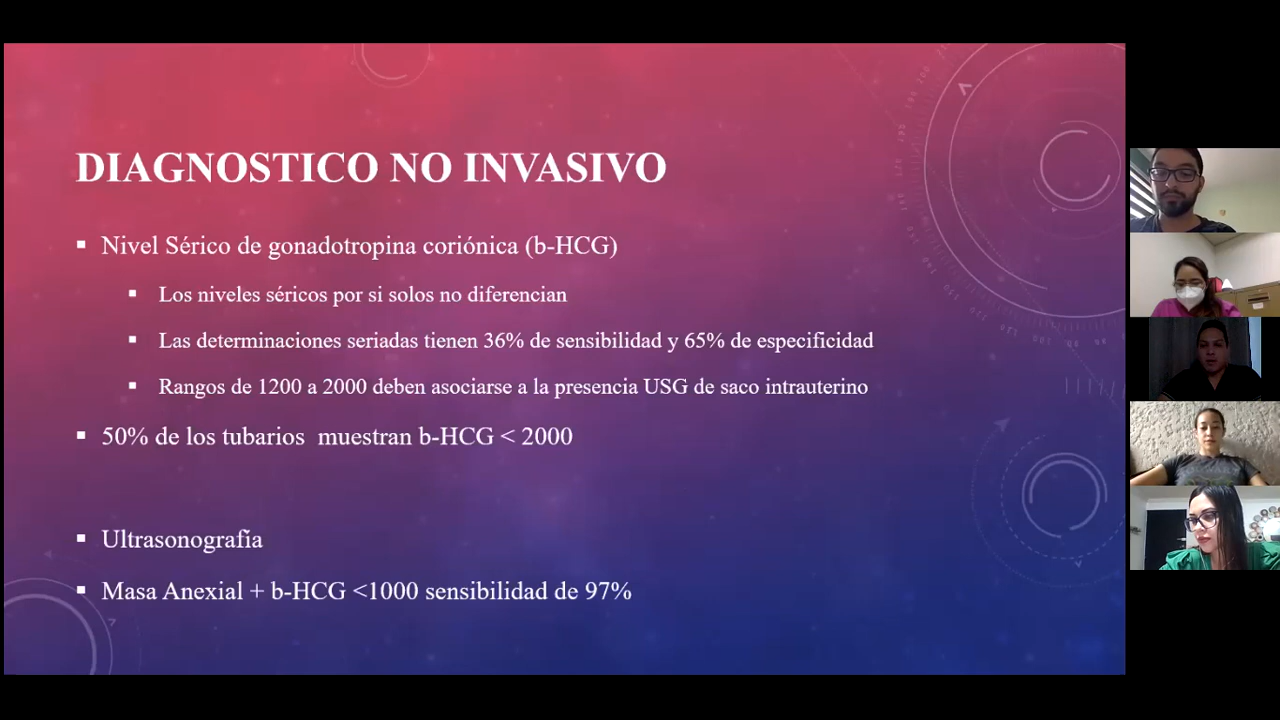 DIAGNOSTICO NO INVASIVO
Nivel Sérico de gonadotropina coriónica (b-HCG)
Los niveles séricos por si solos no diferencian
Las determinaciones seriadas tienen 36% de sensibilidad y 65% de especificidad
Rangos de 1200 a 2000 deben asociarse a la presencia USG de saco intrauterino
50% de los tubarios muestran b-HCG < 2000
Ultrasonografia
Masa Anexial + b-HCG <1000 sensibilidad de 97%